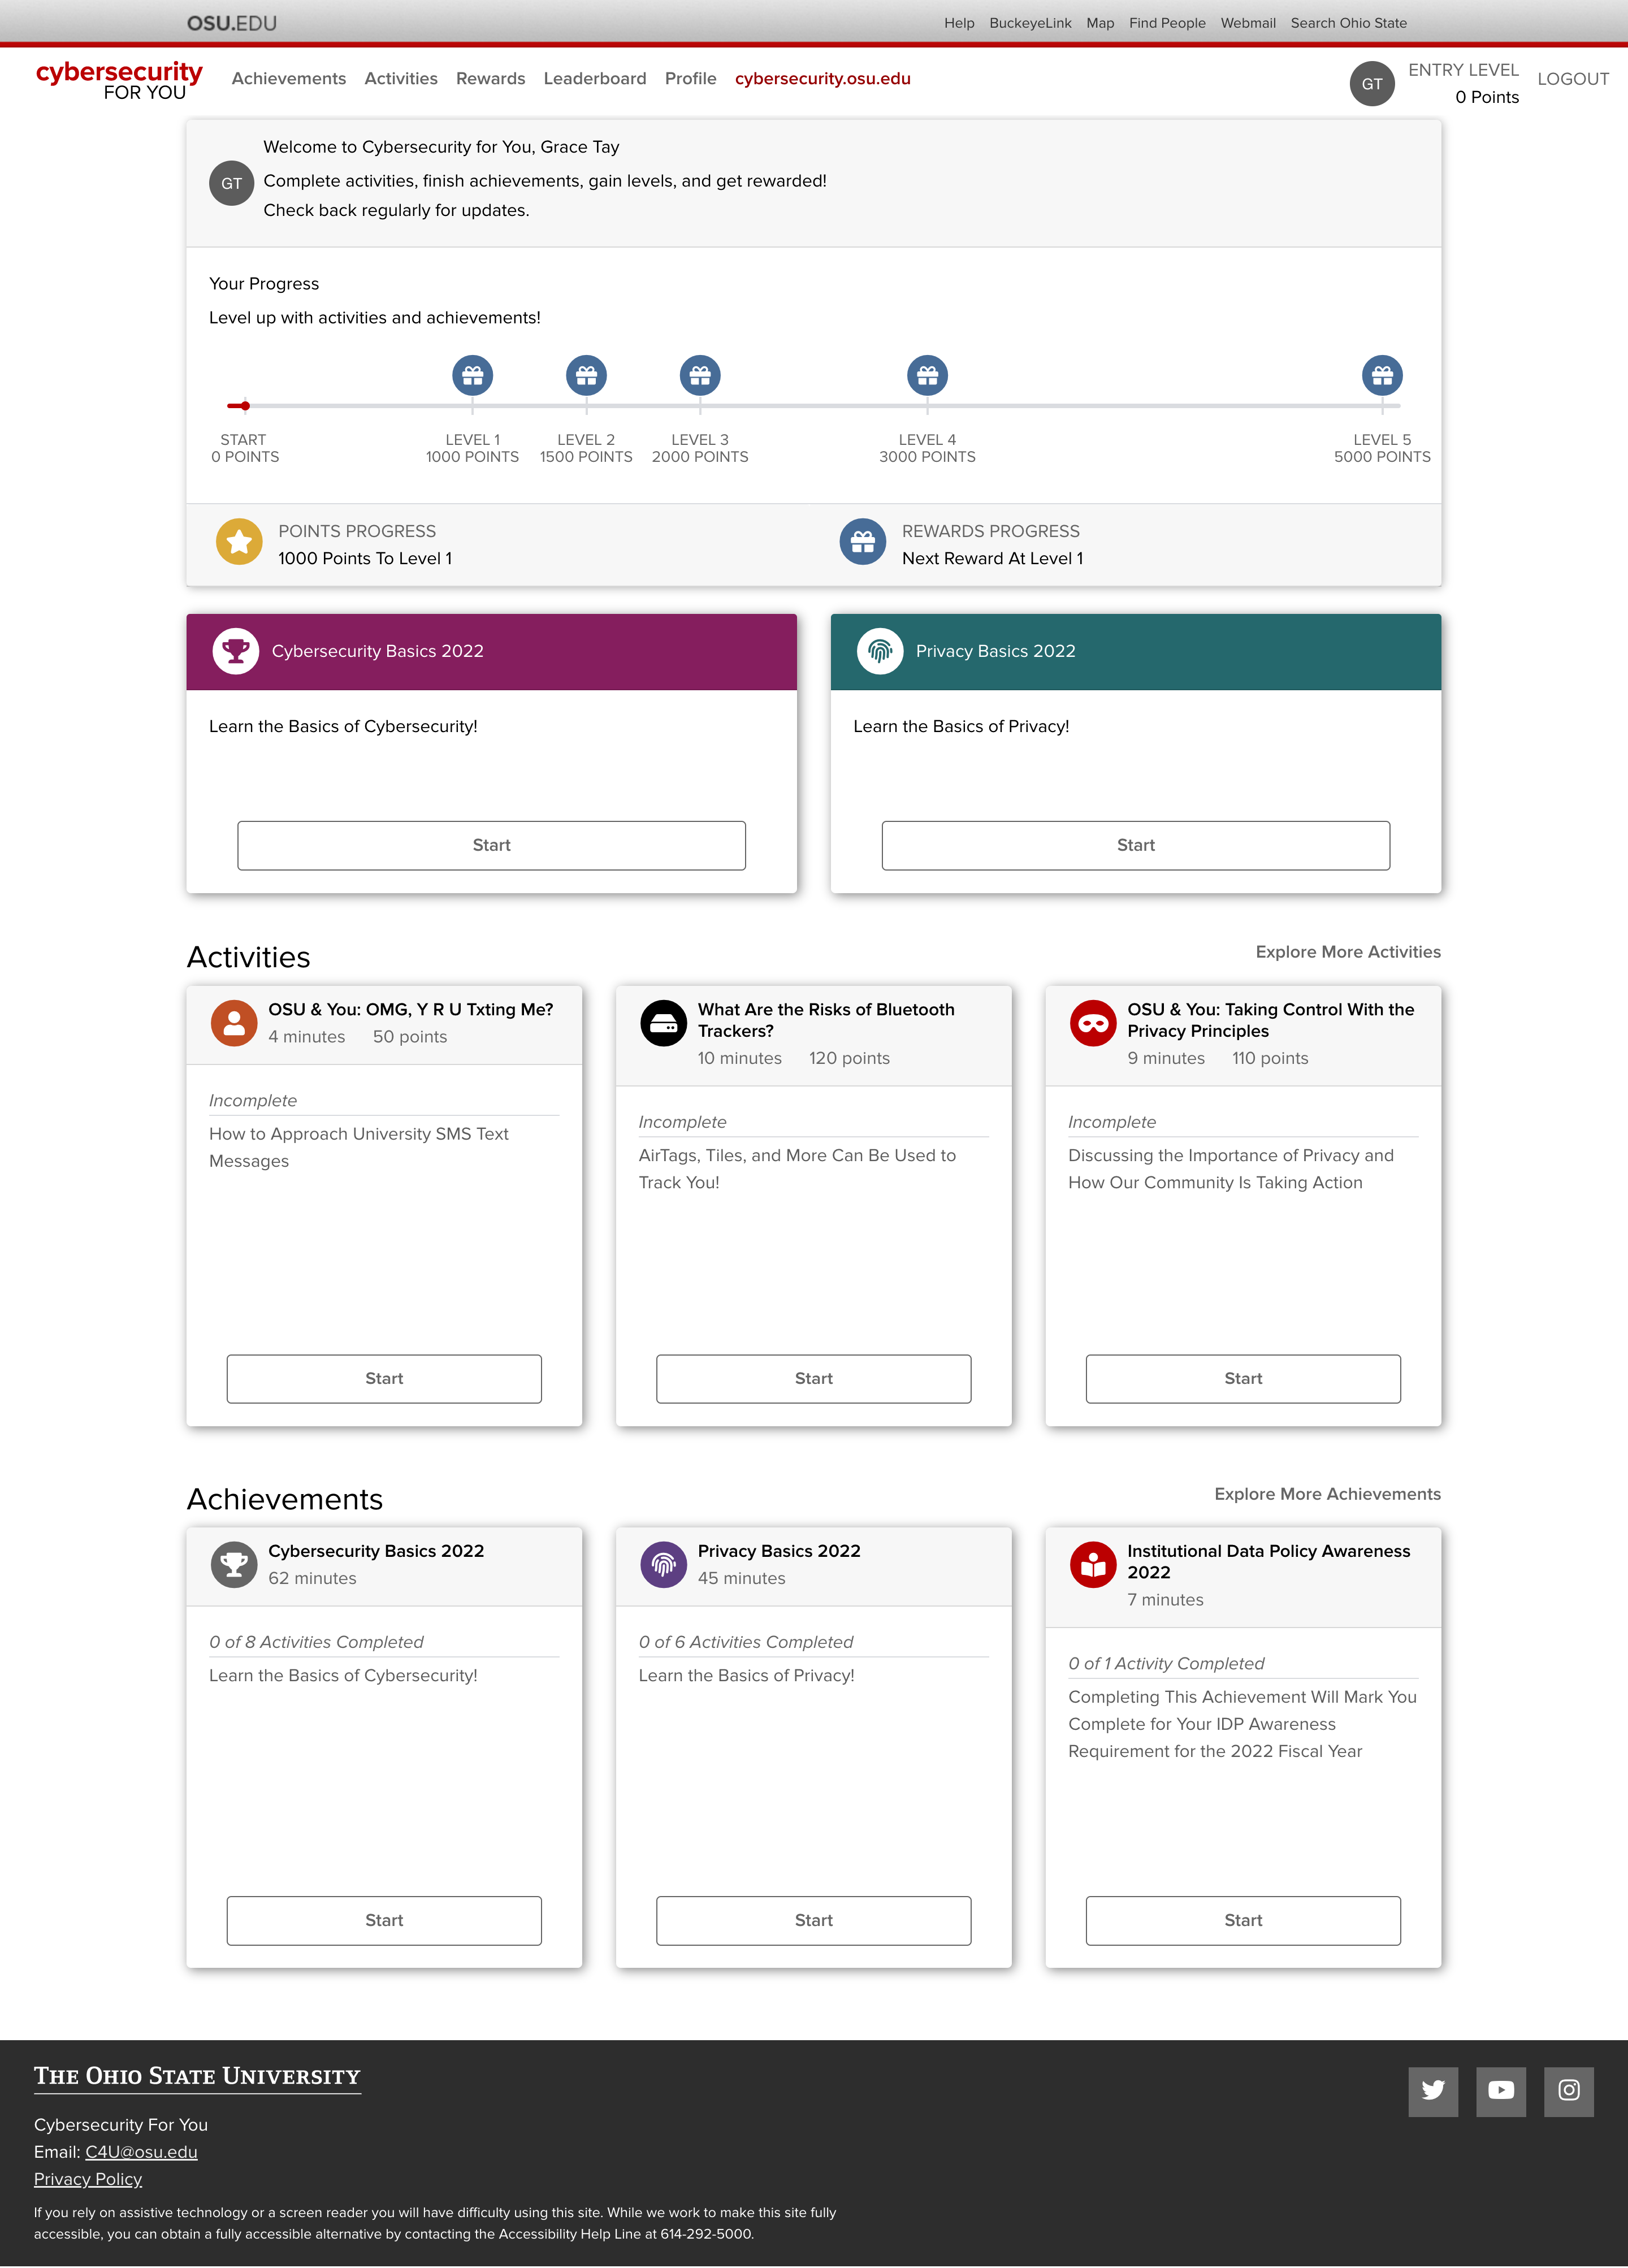 OSU.EDU
Help BuckeyeLink Map Find People Webmail Search Ohio State
cybersecurity
FOR YOU
Achievements Activities Rewards Leaderboard Profile cybersecurity.osu.edu
GT
ENTRY LEVEL
0 Points
LOGOUT
Welcome to Cybersecurity for You, Grace Tay
GT
Complete activities, finish achievements, gain levels, and get rewarded!
Check back regularly for updates.
Your Progress
Level up with activities and achievements!
START
0 POINTS
LEVEL 1
1000 POINTS
LEVEL 2
1500 POINTS
LEVEL 3
2000 POINTS
LEVEL 4
3000 POINTS
LEVEL 5
5000 POINTS
POINTS PROGRESS
1000 Points To Level 1
REWARDS PROGRESS
Next Reward At Level 1
Cybersecurity Basics 2022
Learn the Basics of Cybersecurity!
Start
Privacy Basics 2022
Learn the Basics of Privacy!
Start
Activities
Explore More Activities
OSU & You: OMG, Y R U Txting Me?
4 minutes 50 points
Incomplete
How to Approach University SMS Text
Messages
Start
What Are the Risks of Bluetooth
Trackers?
10 minutes 120 points
Incomplete
AirTags, Tiles, and More Can Be Used to
Track You!
Start
OSU & You: Taking Control With the
Privacy Principles
9 minutes 110 points
Incomplete
Discussing the Importance of Privacy and
How Our Community Is Taking Action
Start
Achievements
Explore More Achievements
Cybersecurity Basics 2022
62 minutes
0 of 8 Activities Completed
Learn the Basics of Cybersecurity!
Start
Privacy Basics 2022
45 minutes
0 of 6 Activities Completed
Learn the Basics of Privacy!
Start
Institutional Data Policy Awareness
2022
7 minutes
0 of 1 Activity Completed
Completing This Achievement Will Mark You
Complete for Your IDP Awareness
Requirement for the 2022 Fiscal Year
Start
THE OHIO STATE UNIVERSITY
Cybersecurity For You
Email: C4U@osu.edu
Privacy Policy
If you rely on assistive technology or a screen reader you will have difficulty using this site. While we work to make this site fully
accessible, you can obtain a fully accessible alternative by contacting the Accessibility Help Line at 614-292-5000.